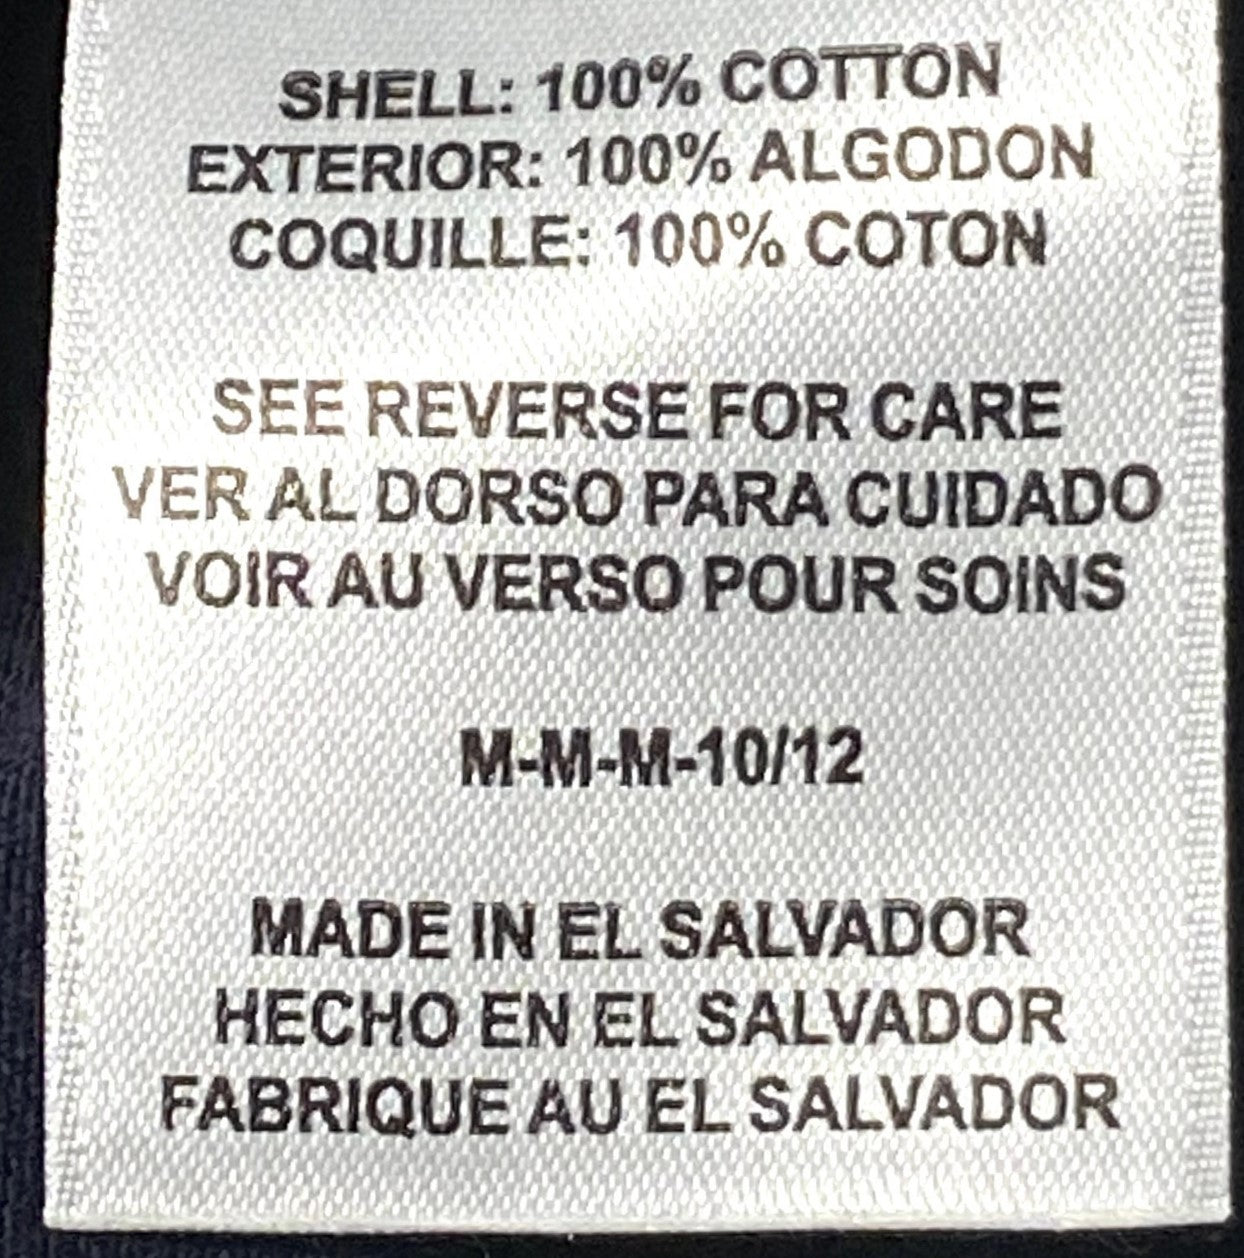 SHELL: 100% COTTON
EXTERIOR: 100% ALGODON
COQUILLE: 100% COTON
SEE REVERSE FOR CARE
VER AL DORSO PARA CUIDADO
VOIR AU VERSO POUR SOINS
M-M-M-10/12
MADE IN EL SALVADOR
HECHO EN EL SALVADOR
FABRIQUE AU EL SALVADOR